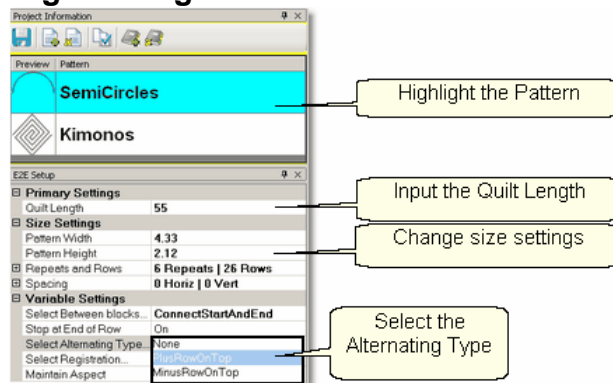 Project Information
Preview Pattern
SemiCircles
Highlight the Pattern
Kimonos
E2E Setup
Primary Settings
Input the Quilt Length
Quilt Length 55
Size Settings
Change size settings
Pattern Width 4.33
Pattern Height 2.12
Repeats and Rows 6 Repeats | 26 Rows
Spacing 0 Horiz | 0 Vert
Variable Settings
Select Between blocks... ConnectStartAndEnd
Stop at End of Row On
Select the
Alternating Type
Select Alternating Type... None
Select Registration... PlusRowOnTop
Maintain Aspect MinusRowOnTop